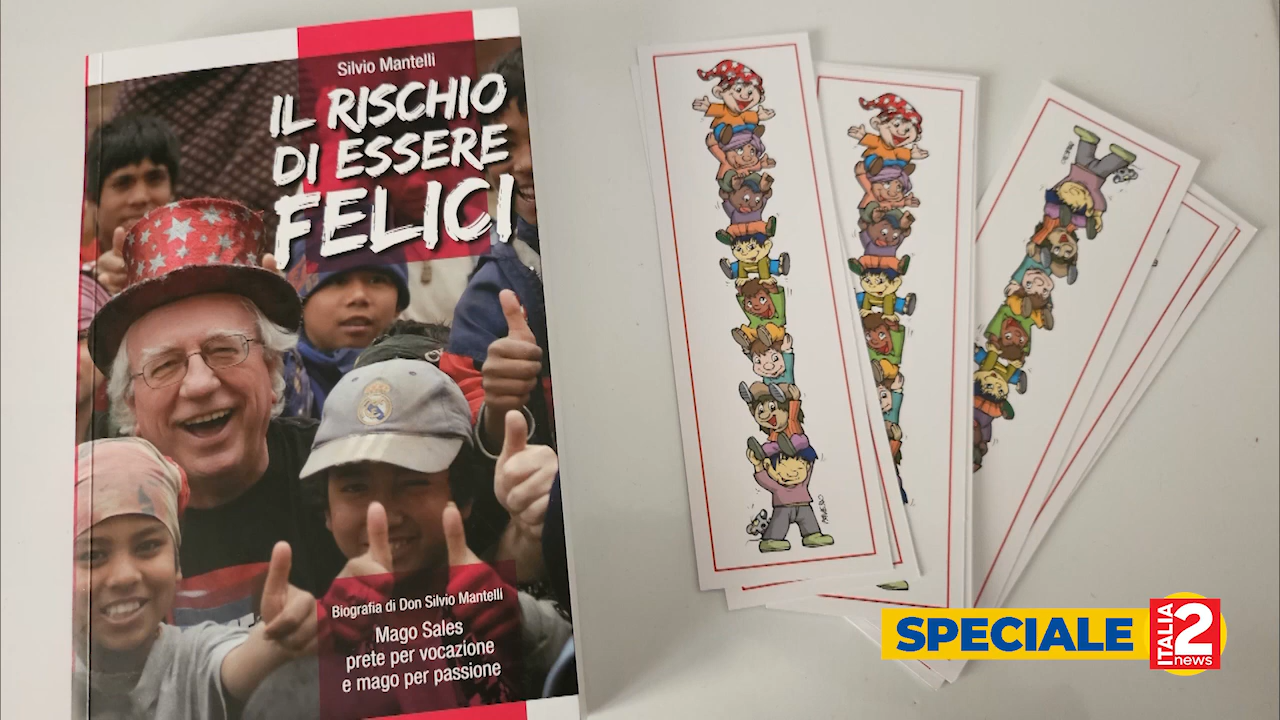 Silvio Mantelli
IL RISCHIO
DI ESSERE
FELICI
Biografia di Don Silvio Mantelli
Mago Sales
prete per vocazione
e mago per passione
SPECIALE
ITALIA
2
news